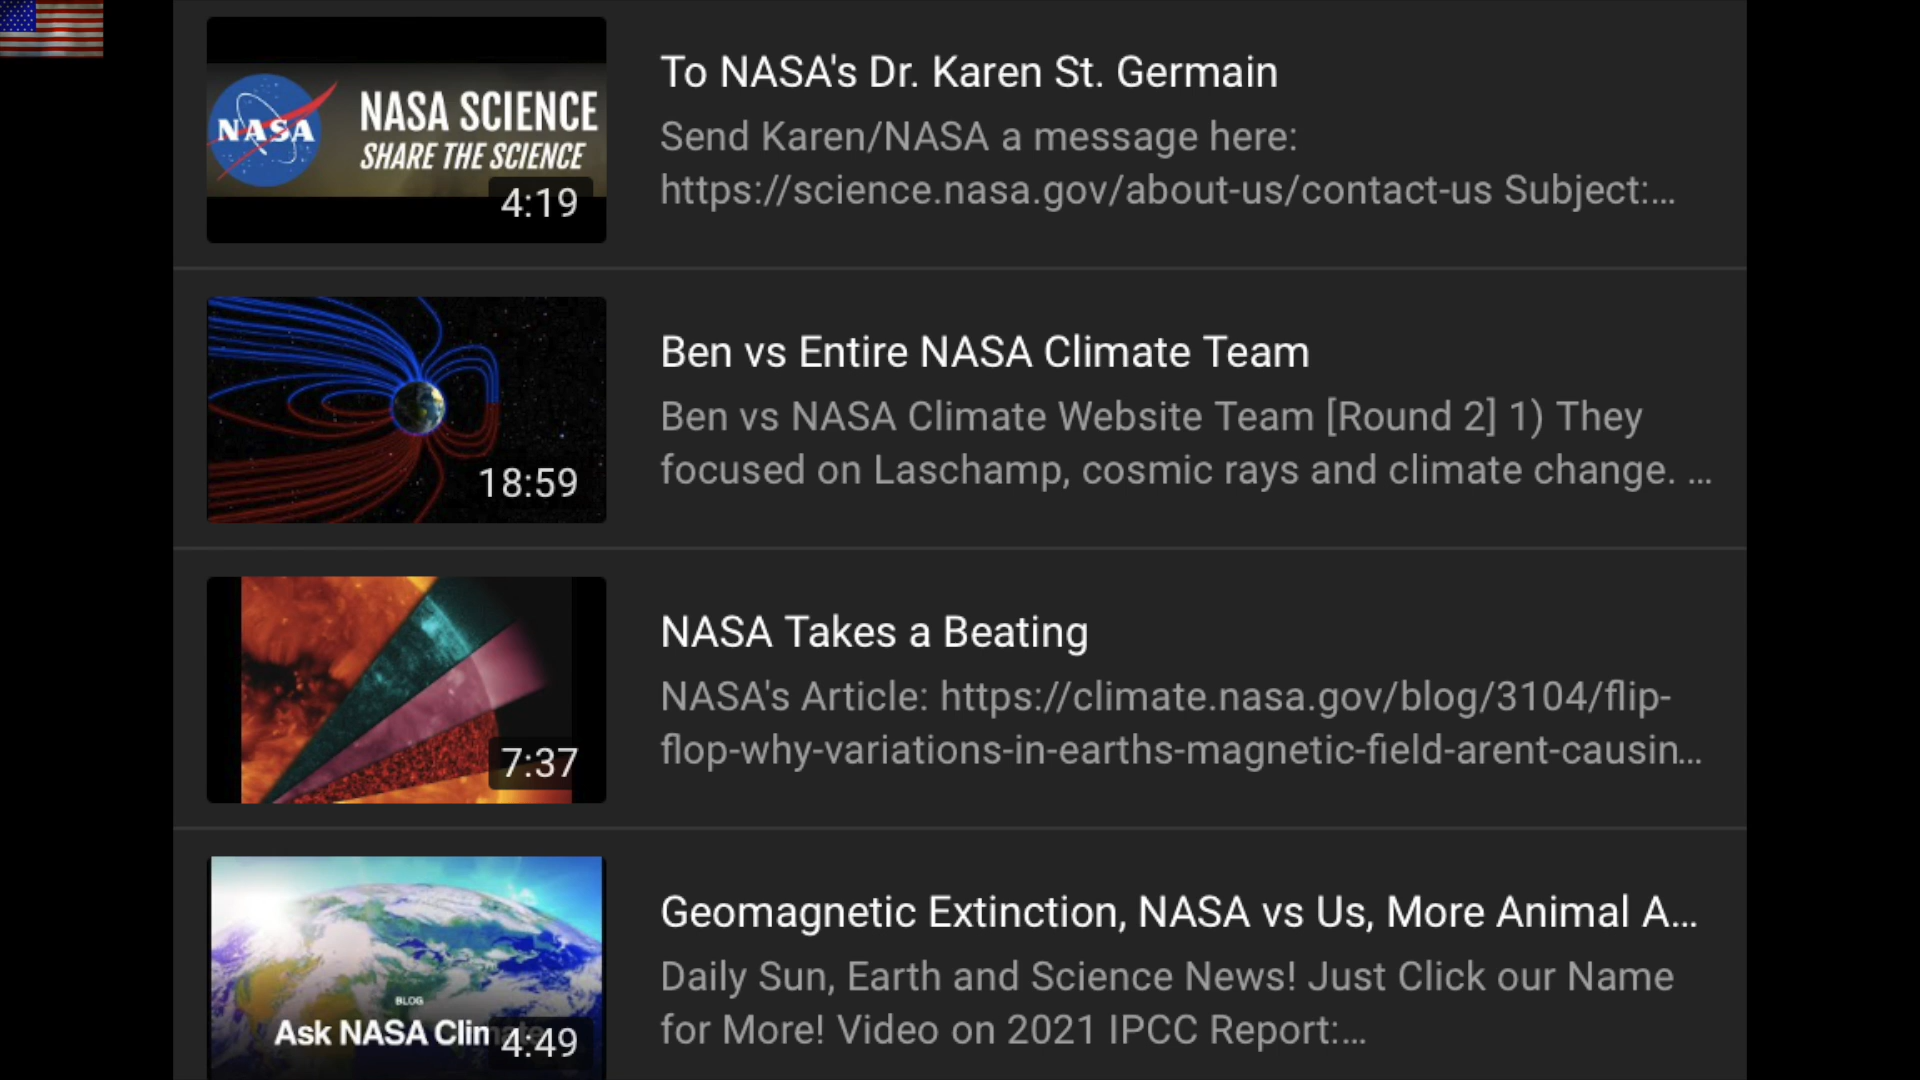 NASA
NASA SCIENCE
SHARE THE SCIENCE
4:19
To NASA's Dr. Karen St. Germain
Send Karen/NASA a message here:
https://science.nasa.gov/about-us/contact-us Subject:...
18:59
Ben vs Entire NASA Climate Team
Ben vs NASA Climate Website Team [Round 2] 1) They
focused on Laschamp, cosmic rays and climate change. ...
7:37
NASA Takes a Beating
NASA's Article: https://climate.nasa.gov/blog/3104/flip-
flop-why-variations-in-earths-magnetic-field-arent-causin...
BLOG
Ask NASA Climate
4:49
Geomagnetic Extinction, NASA vs Us, More Animal A...
Daily Sun, Earth and Science News! Just Click our Name
for More! Video on 2021 IPCC Report:...